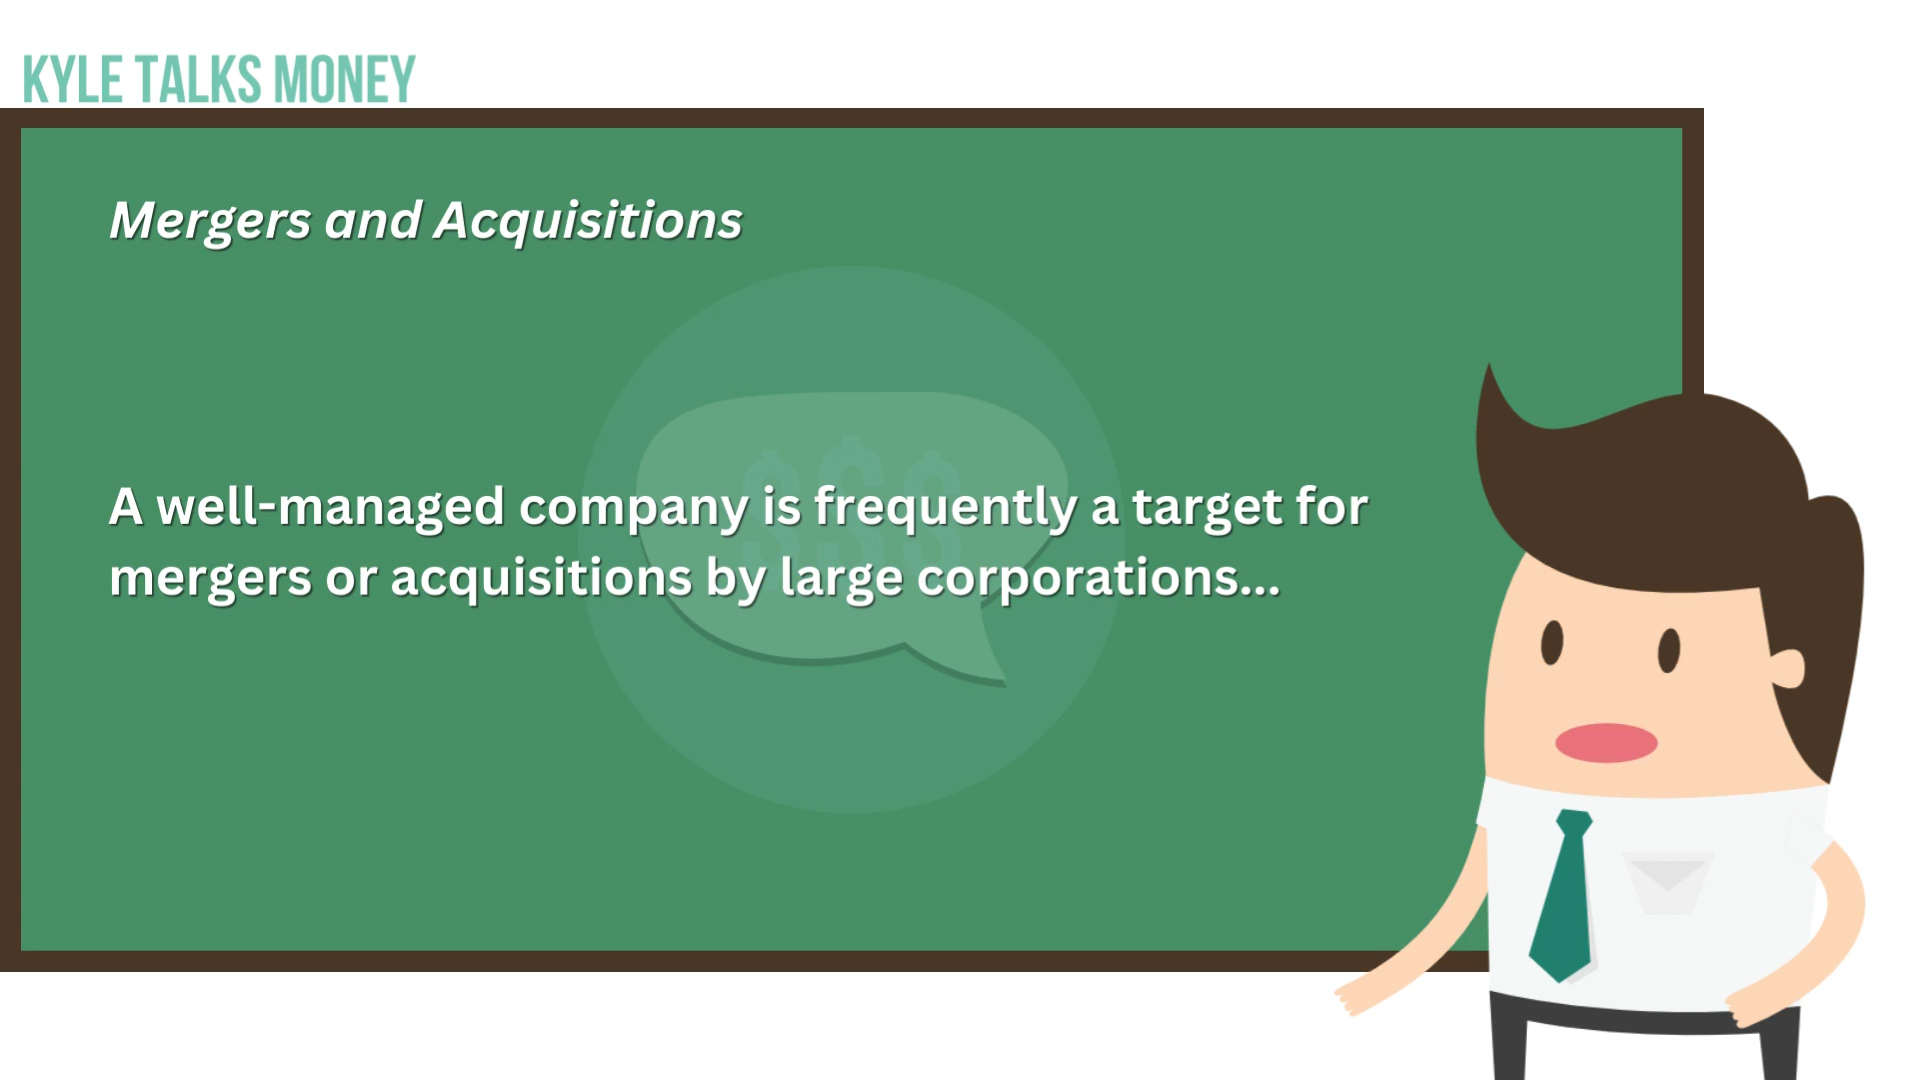 KYLE TALKS MONEY
Mergers and Acquisitions
$$$
A well-managed company is frequently a target for
mergers or acquisitions by large corporations...